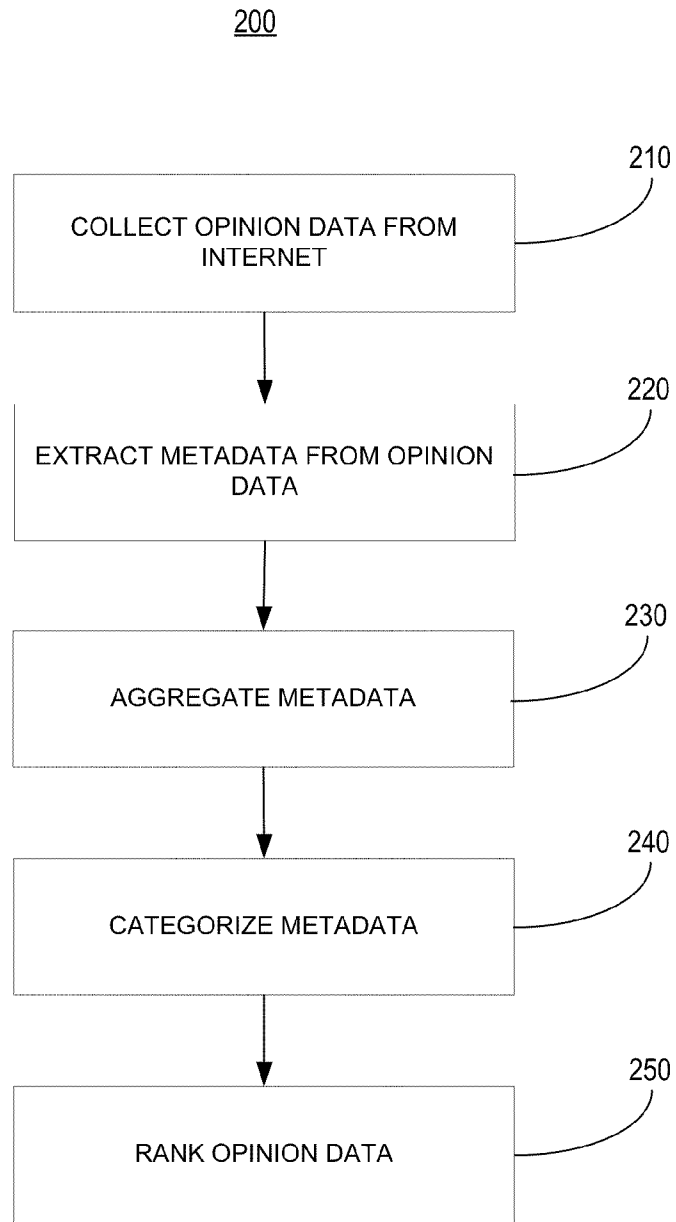 200
210
COLLECT OPINION DATA FROM
INTERNET
220
EXTRACT METADATA FROM OPINION
DATA
230
AGGREGATE METADATA
240
CATEGORIZE METADATA
250
RANK OPINION DATA